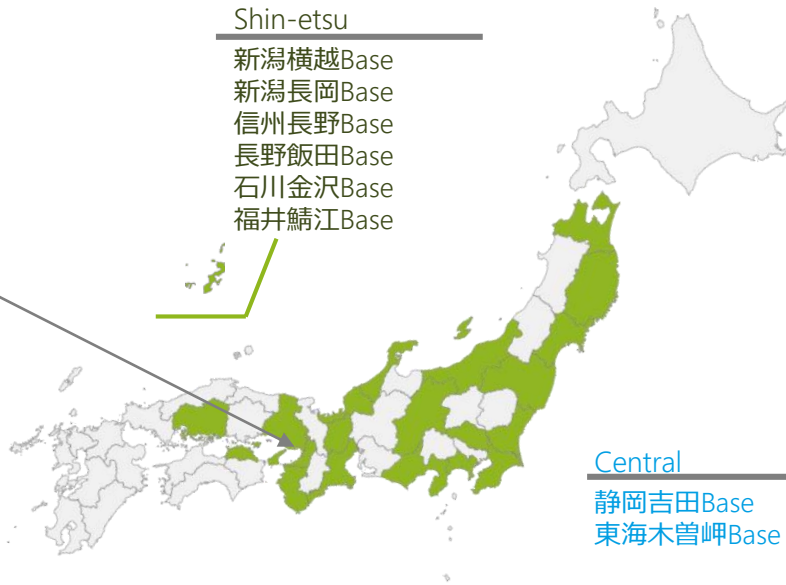 Shin-etsu
新潟横越Base
新潟長岡Base
信州長野Base
長野飯田Base
石川金沢Base
福井鯖江Base
Central
静岡吉田Base
東海木曽岬Base